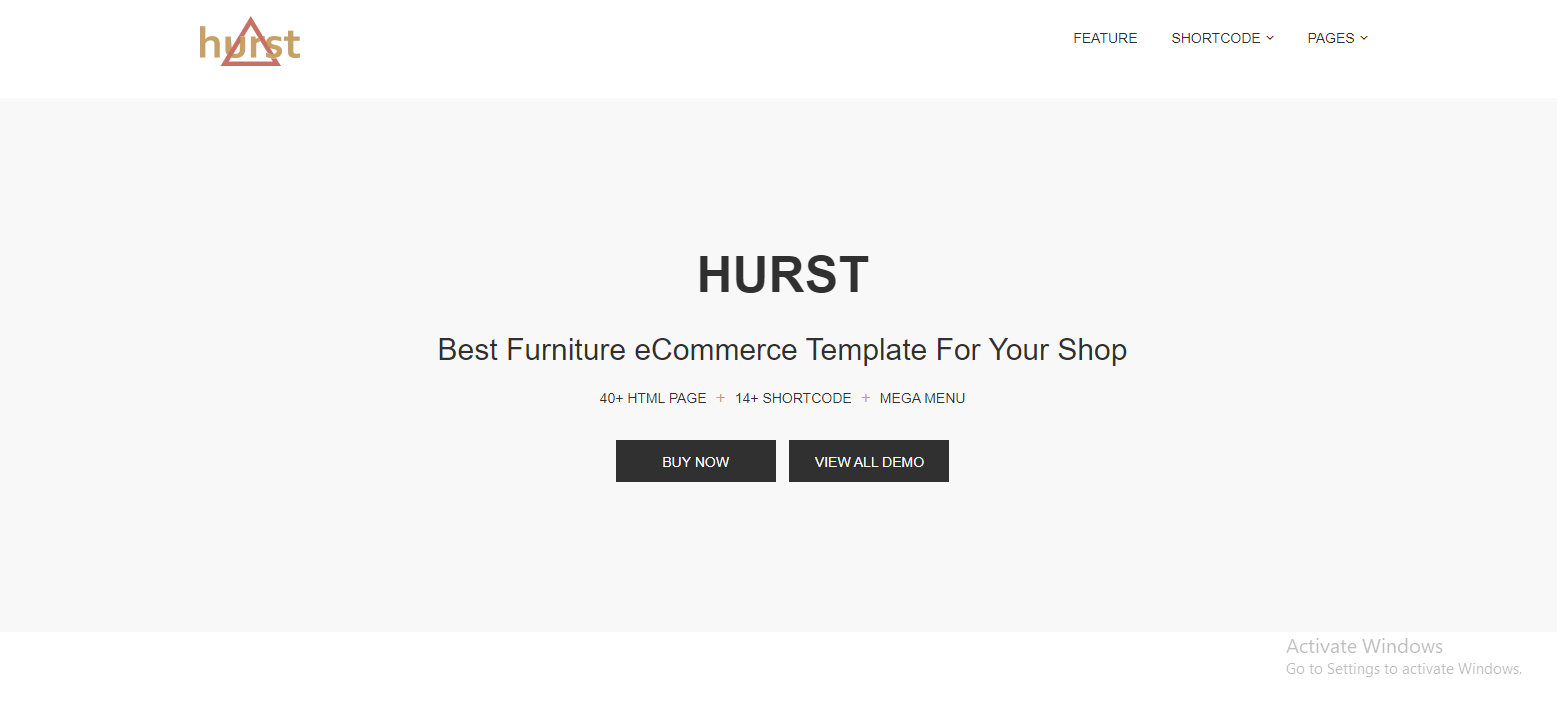 hurst
FEATURE SHORTCODE PAGES
HURST
Best Furniture eCommerce Template For Your Shop
40+ HTML PAGE + 14+ SHORTCODE + MEGA MENU
BUY NOW VIEW ALL DEMO
Activate Windows
Go to Settings to activate Windows.